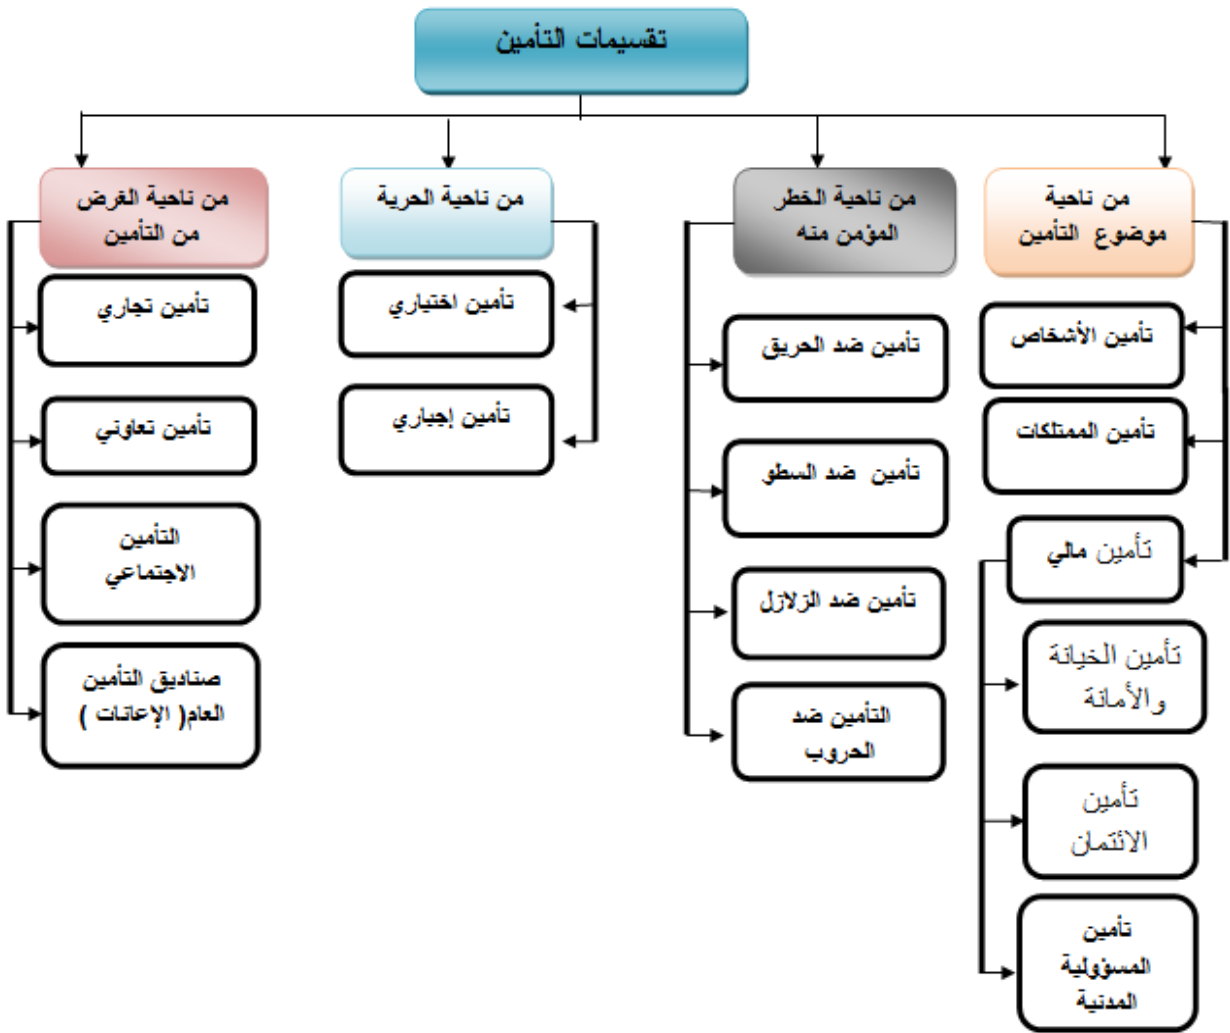 تقسيمات التأمين
من ناحية
موضوع التأمين
تأمين الأشخاص
تأمين الممتلكات
تأمين مالي
تأمين الخيانة
والأمانة
تأمين
الائتمان
تأمين
المسؤولية
المدنية
من ناحية الخطر
المؤمن منه
تأمين ضد الحريق
تأمين ضد السطو
تأمين ضد الزلازل
التأمين ضد
الحروب
من ناحية الحرية
تأمين اختياري
تأمين إجباري
من ناحية الغرض
من التأمين
تأمين تجاري
تأمين تعاوني
التأمين
الاجتماعي
صناديق التأمين
العام( الإعانات )